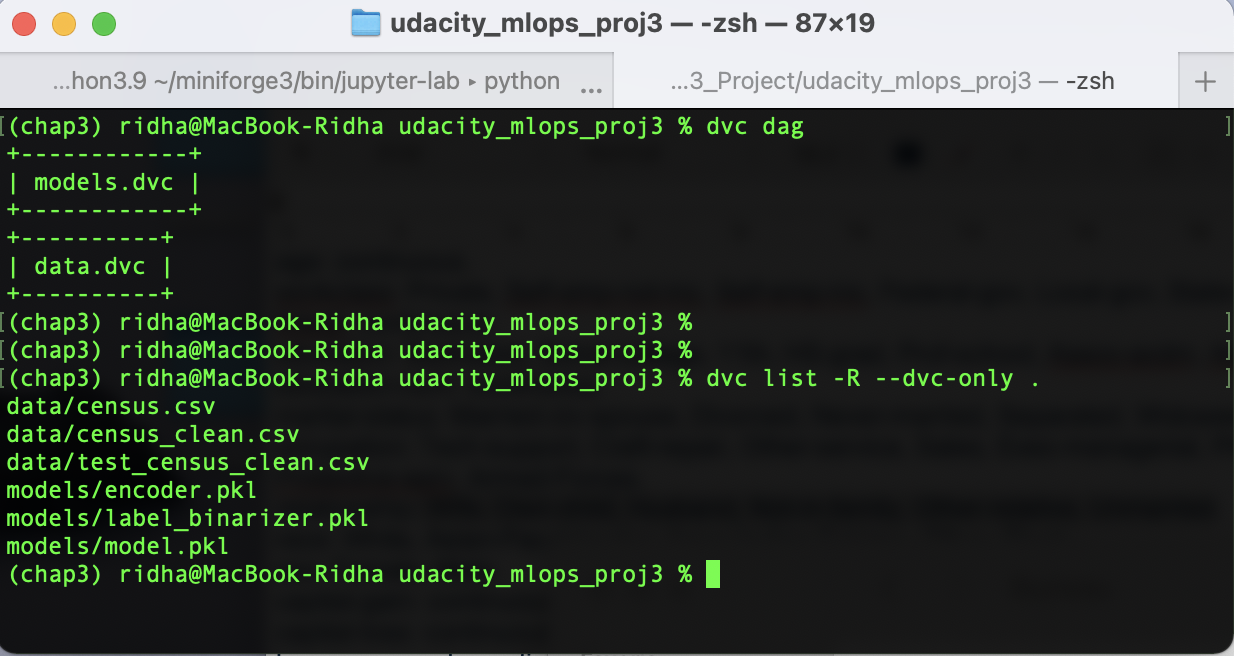 udacity_mlops_proj3 — -zsh — 87×19
...hon3.9 ~/miniforge3/bin/jupyter-lab ▸ python ... ...3_Project/udacity_mlops_proj3 — -zsh +
[(chap3) ridha@MacBook-Ridha udacity_mlops_proj3 % dvc dag ]
+------------+
| models.dvc |
+------------+
+----------+
| data.dvc |
+----------+
[(chap3) ridha@MacBook-Ridha udacity_mlops_proj3 % ]
[(chap3) ridha@MacBook-Ridha udacity_mlops_proj3 % ]
[(chap3) ridha@MacBook-Ridha udacity_mlops_proj3 % dvc list -R --dvc-only . ]
data/census.csv
data/census_clean.csv
data/test_census_clean.csv
models/encoder.pkl
models/label_binarizer.pkl
models/model.pkl
(chap3) ridha@MacBook-Ridha udacity_mlops_proj3 %